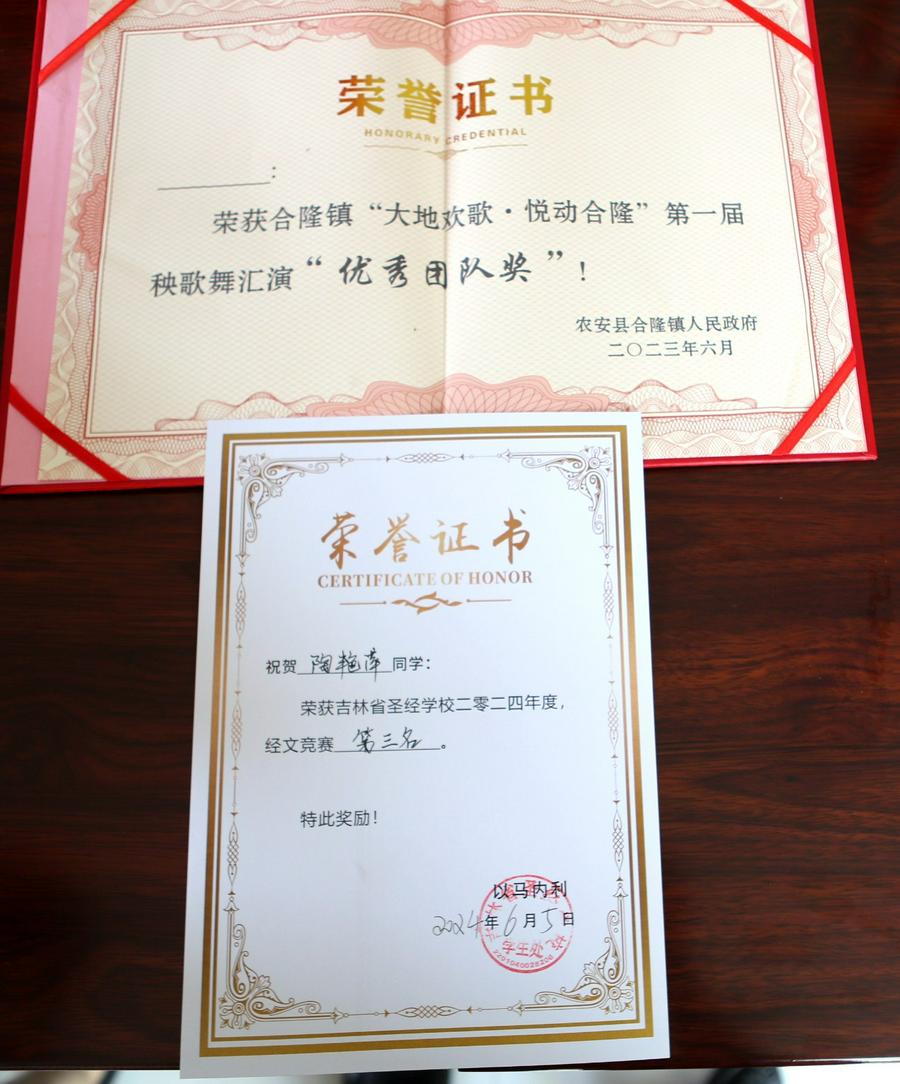 荣誉证书
HONORARY CREDENTIAL
:
荣获合隆镇“大地欢歌·悦动合隆”第一届
秧歌舞汇演“优秀团队奖”!
农安县合隆镇人民政府
二〇二三年六月
荣誉证书
CERTIFICATE OF HONOR
祝贺 陶艳萍 同学:
荣获吉林省圣经学校二零二四年度,
经文竞赛 第三名 。
特此奖励!
以马内利
2024年6月5日
学生处